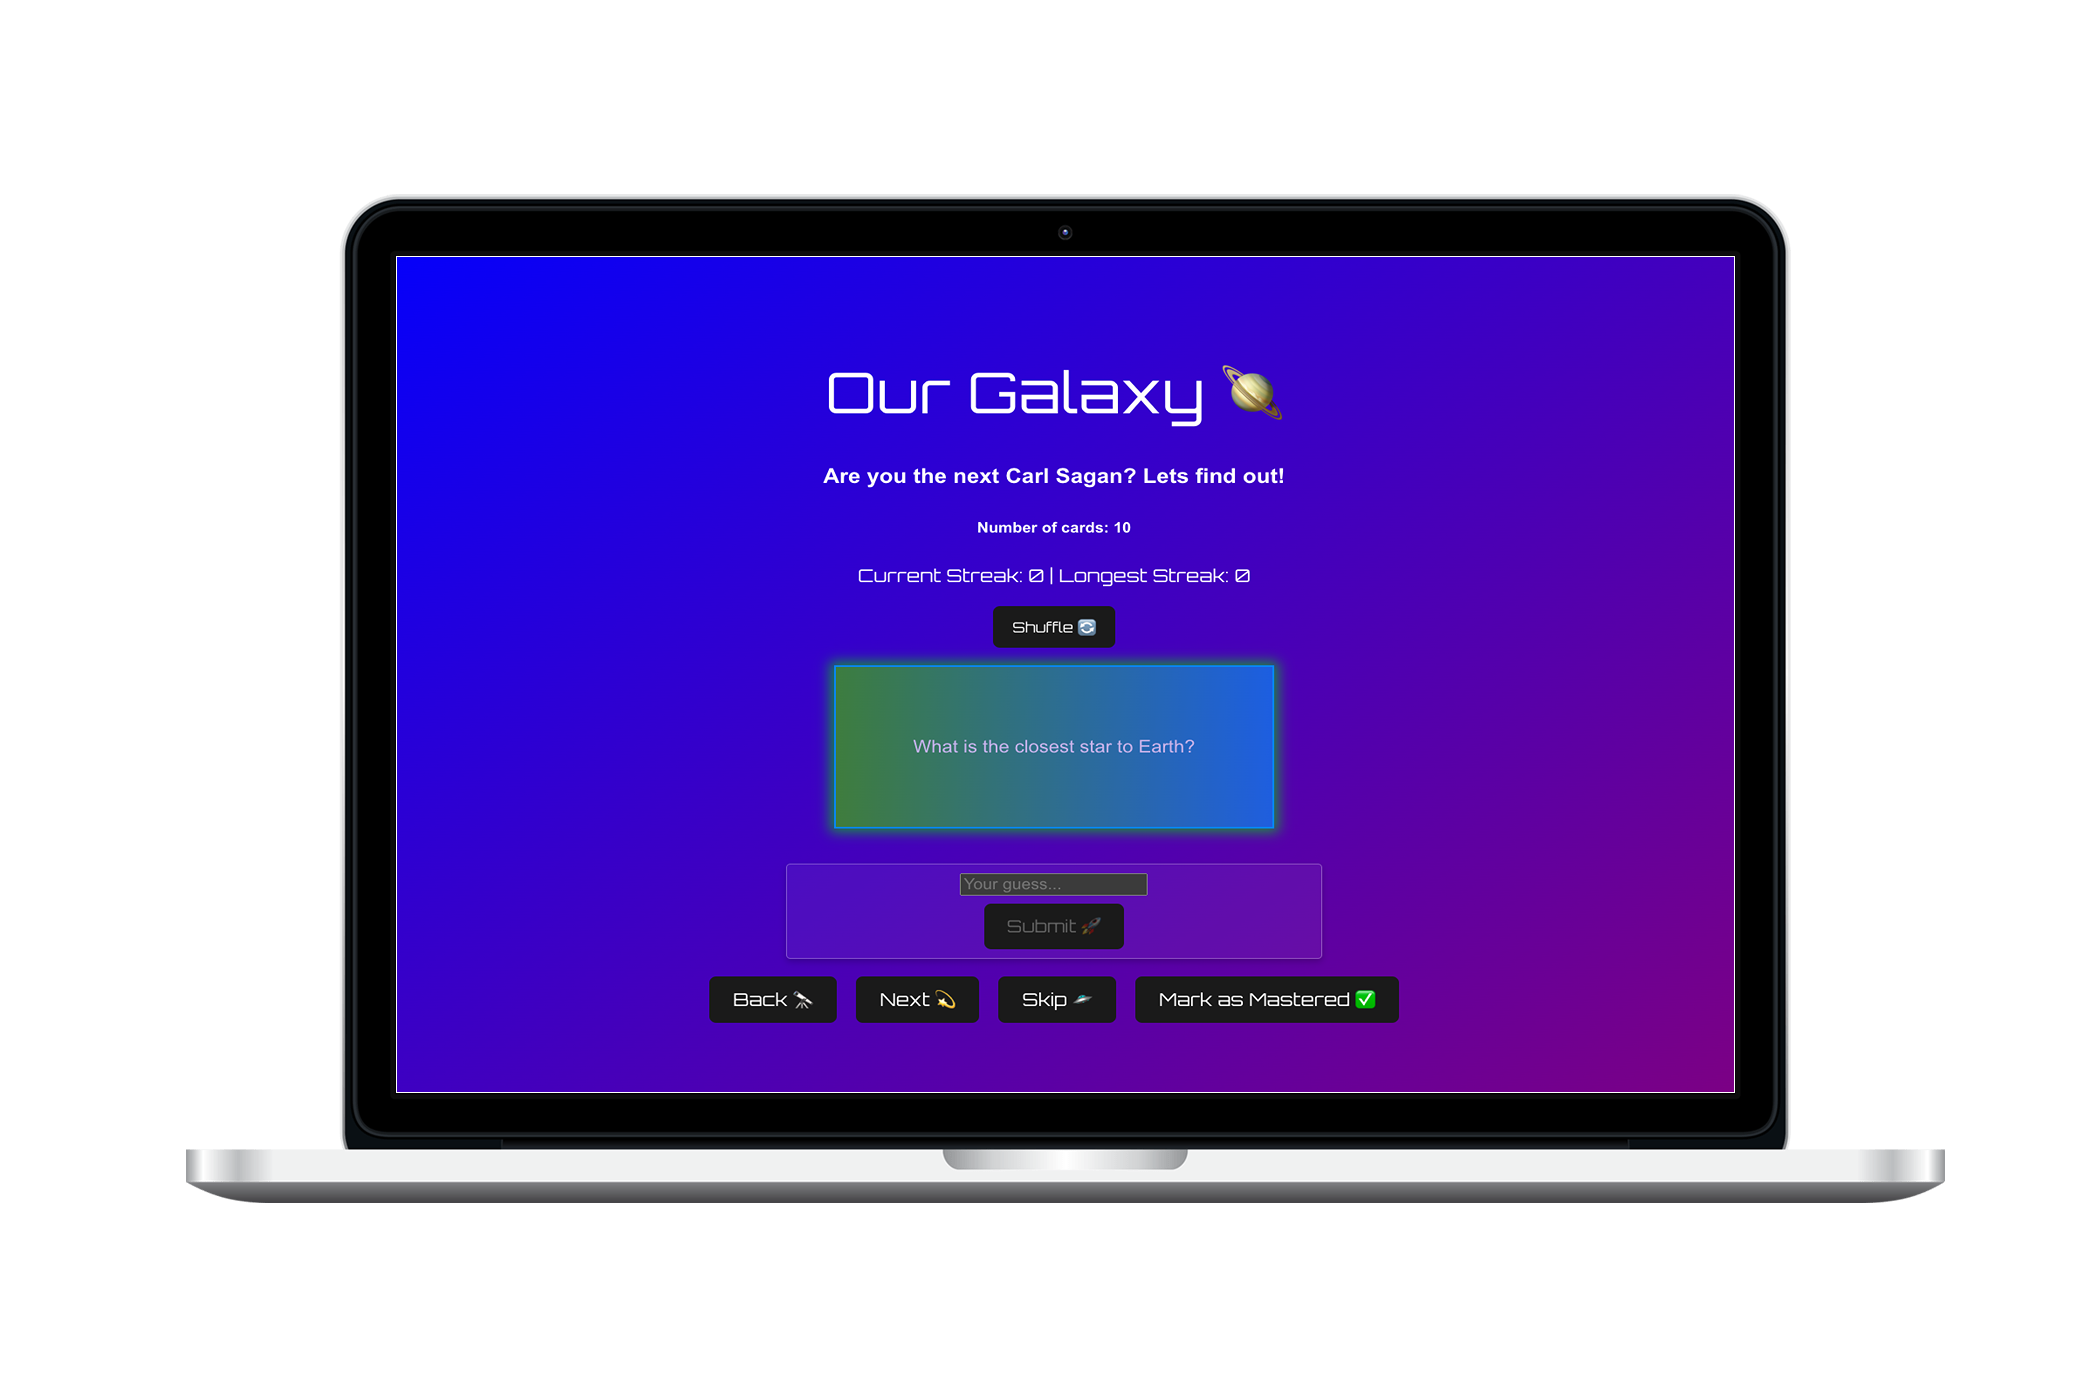 Our Galaxy 🪐
Are you the next Carl Sagan? Lets find out!
Number of cards: 10
Current Streak: 0 | Longest Streak: 0
Shuffle 🔄
What is the closest star to Earth?
Your guess...
Submit 🚀
Back 🔭 Next 💫 Skip 🛸 Mark as Mastered ✅